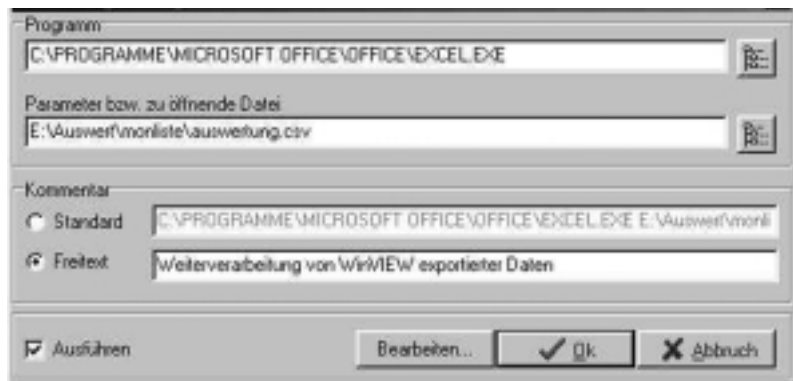 Programm
C:\PROGRAMME\MICROSOFT OFFICE\OFFICE\EXCEL.EXE
Parameter bzw. zu öffnende Datei
E:\Auswert\monliste\auswertung.csv
Kommentar
Standard C:\PROGRAMME\MICROSOFT OFFICE\OFFICE\EXCEL.EXE E:\Auswert\monli
Freitext Weiterverarbeitung von WinVIEW exportierter Daten
Ausführen Bearbeiten... Ok Abbruch